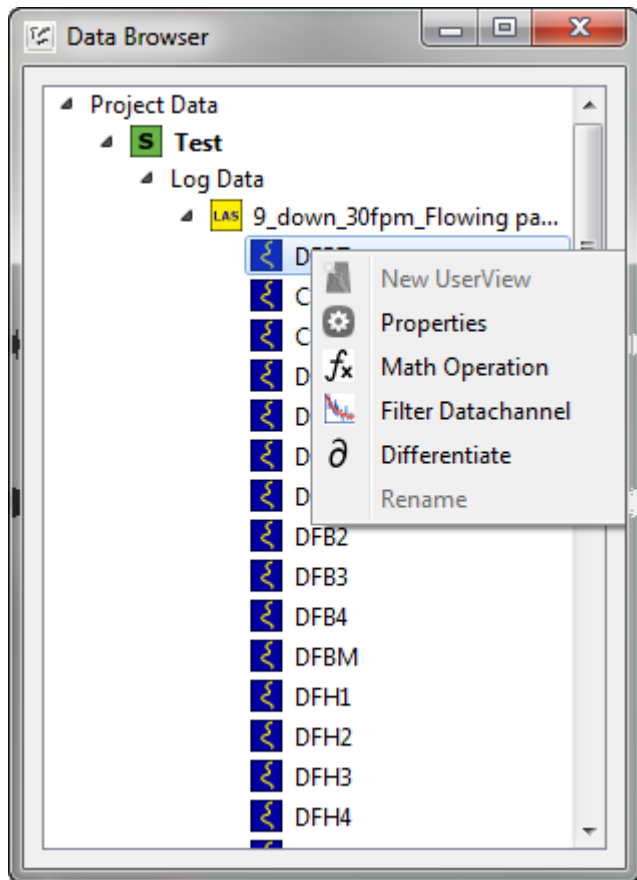 Data Browser
Project Data
S Test
Log Data
LAS 9_down_30fpm_Flowing pa...
New UserView
Properties
fx Math Operation
Filter Datachannel
∂ Differentiate
Rename
DFB2
DFB3
DFB4
DFBM
DFH1
DFH2
DFH3
DFH4